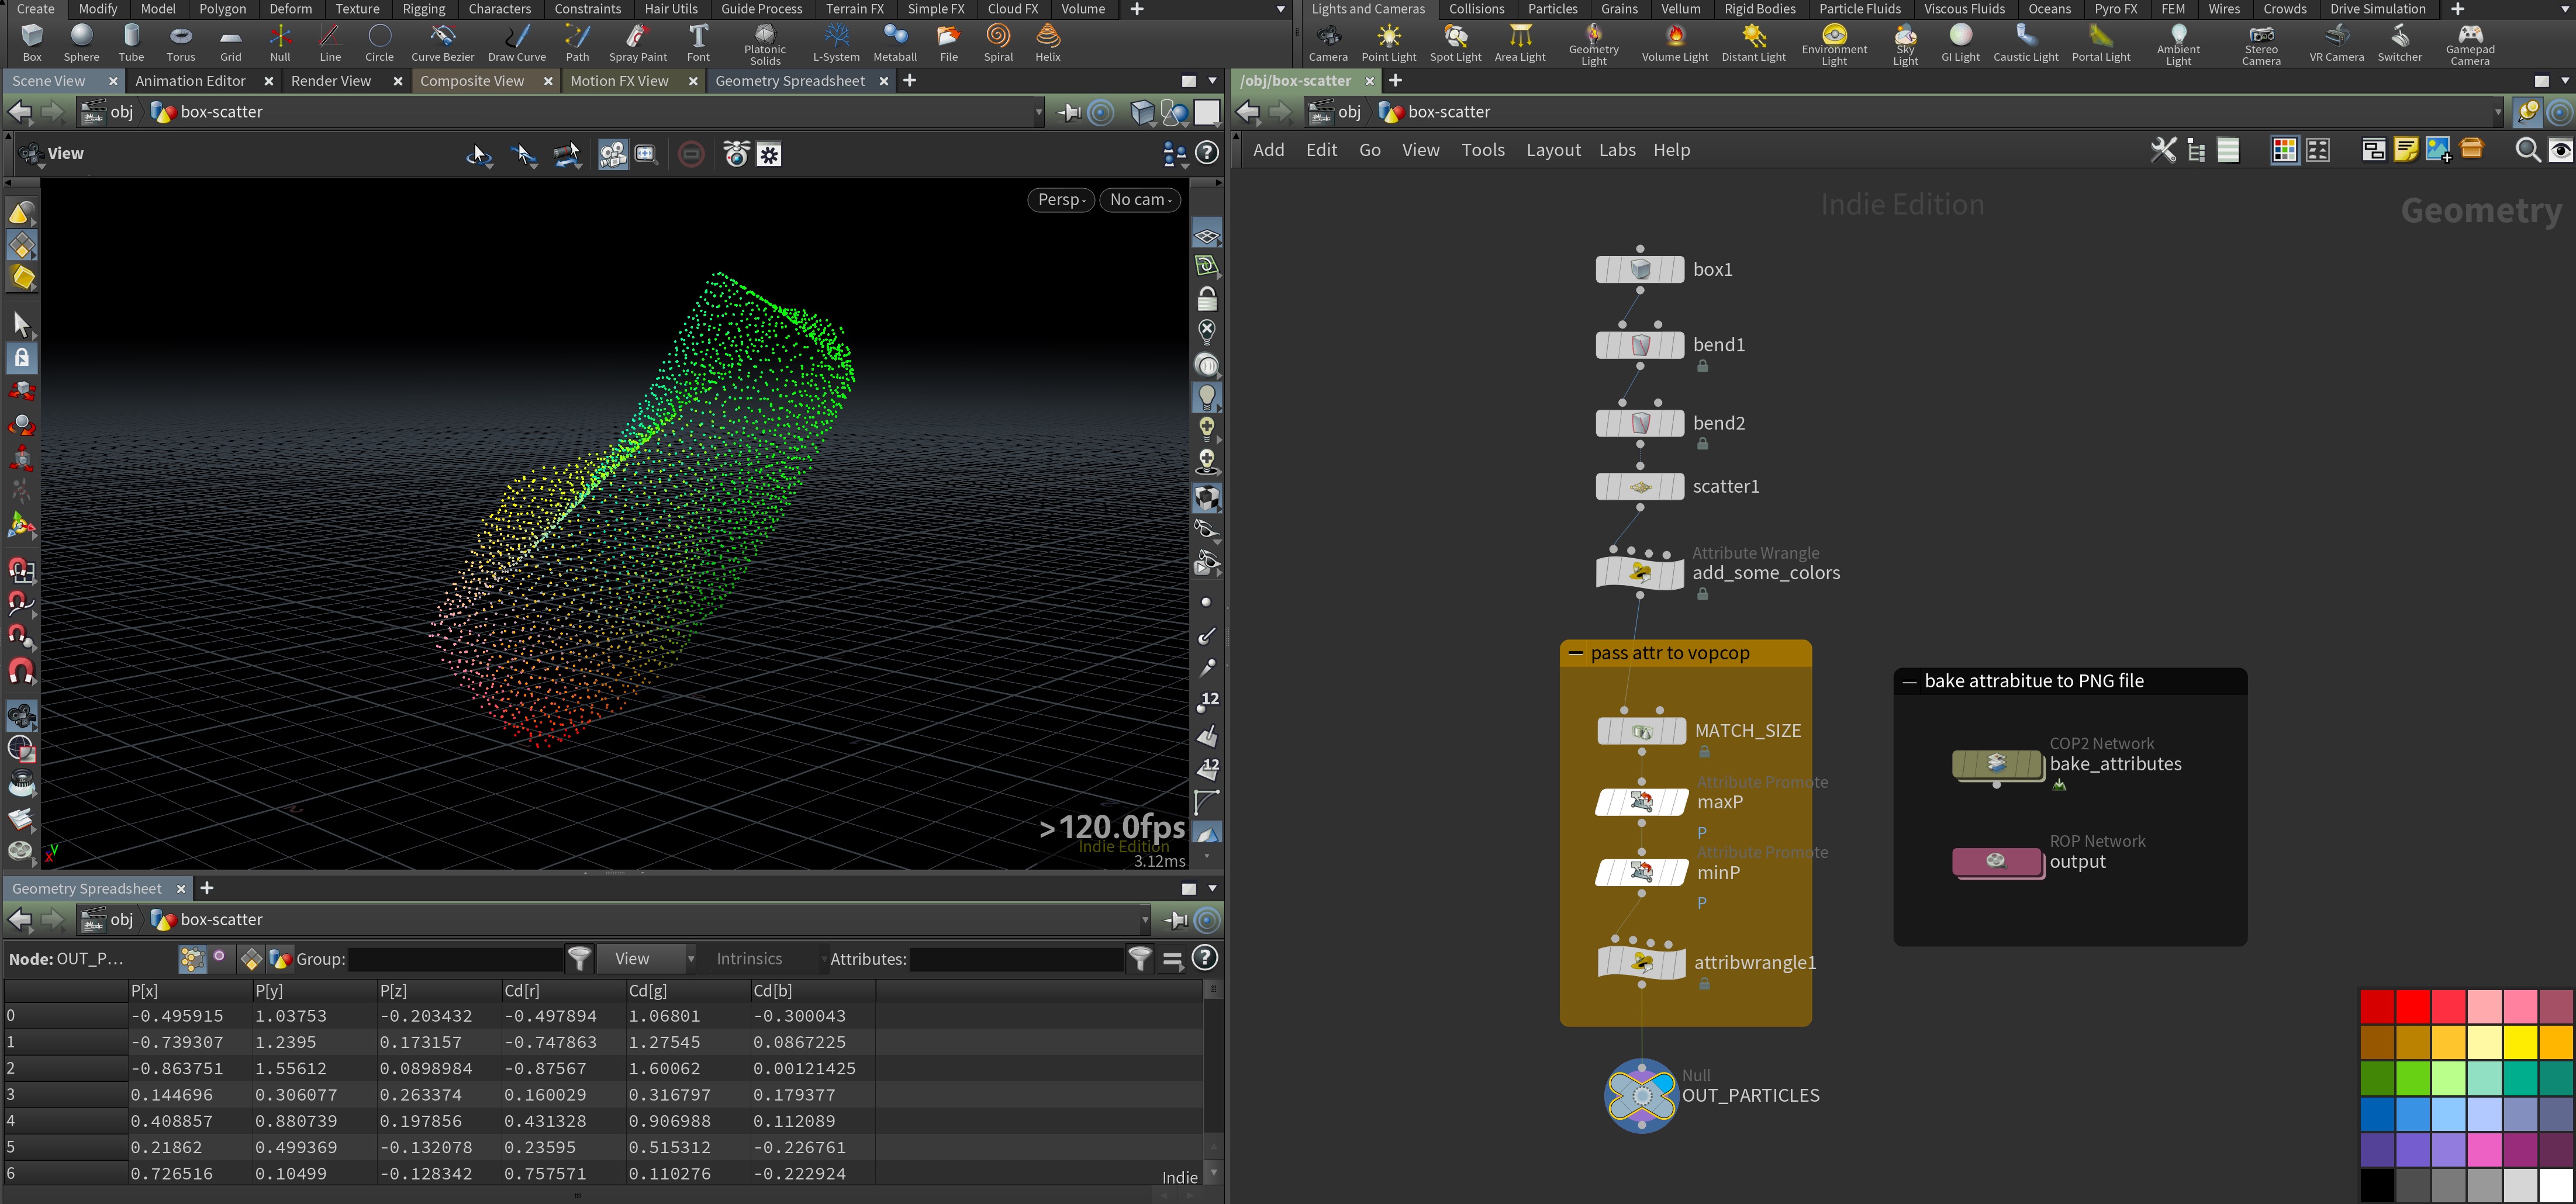 Create Modify Model Polygon Deform Texture Rigging Characters Constraints Hair Utils Guide Process Terrain FX Simple FX Cloud FX Volume
Box Sphere Tube Torus Grid Null Line Circle Curve Bezier Draw Curve Path Spray Paint Font Platonic Solids L-System Metaball File Spiral Helix
Lights and Cameras Collisions Particles Grains Vellum Rigid Bodies Particle Fluids Viscous Fluids Oceans Pyro FX FEM Wires Crowds Drive Simulation
Camera Point Light Spot Light Area Light Geometry Light Volume Light Distant Light Environment Light Sky Light GI Light Caustic Light Portal Light Ambient Light Stereo Camera VR Camera Switcher Gamepad Camera
Scene View Animation Editor Render View Composite View Motion FX View Geometry Spreadsheet
obj box-scatter
View
Persp No cam
>120.0fps
Indie Edition
3.12ms
x y
12
12
Geometry Spreadsheet
obj box-scatter
Node: OUT_P... Group: View Intrinsics Attributes:
P[x] P[y] P[z] Cd[r] Cd[g] Cd[b]
0 -0.495915 1.03753 -0.203432 -0.497894 1.06801 -0.300043
1 -0.739307 1.2395 0.173157 -0.747863 1.27545 0.0867225
2 -0.863751 1.55612 0.0898984 -0.87567 1.60062 0.00121425
3 0.144696 0.306077 0.263374 0.160029 0.316797 0.179377
4 0.408857 0.880739 0.197856 0.431328 0.906988 0.112089
5 0.21862 0.499369 -0.132078 0.23595 0.515312 -0.226761
6 0.726516 0.10499 -0.128342 0.757571 0.110276 -0.222924
Indie
/obj/box-scatter
obj box-scatter
Add Edit Go View Tools Layout Labs Help
Indie Edition
Geometry
box1
bend1
bend2
scatter1
Attribute Wrangle
add_some_colors
pass attr to vopcop
MATCH_SIZE
Attribute Promote
maxP
P
Attribute Promote
minP
P
attribwrangle1
Null
OUT_PARTICLES
bake attrabitue to PNG file
COP2 Network
bake_attributes
ROP Network
output